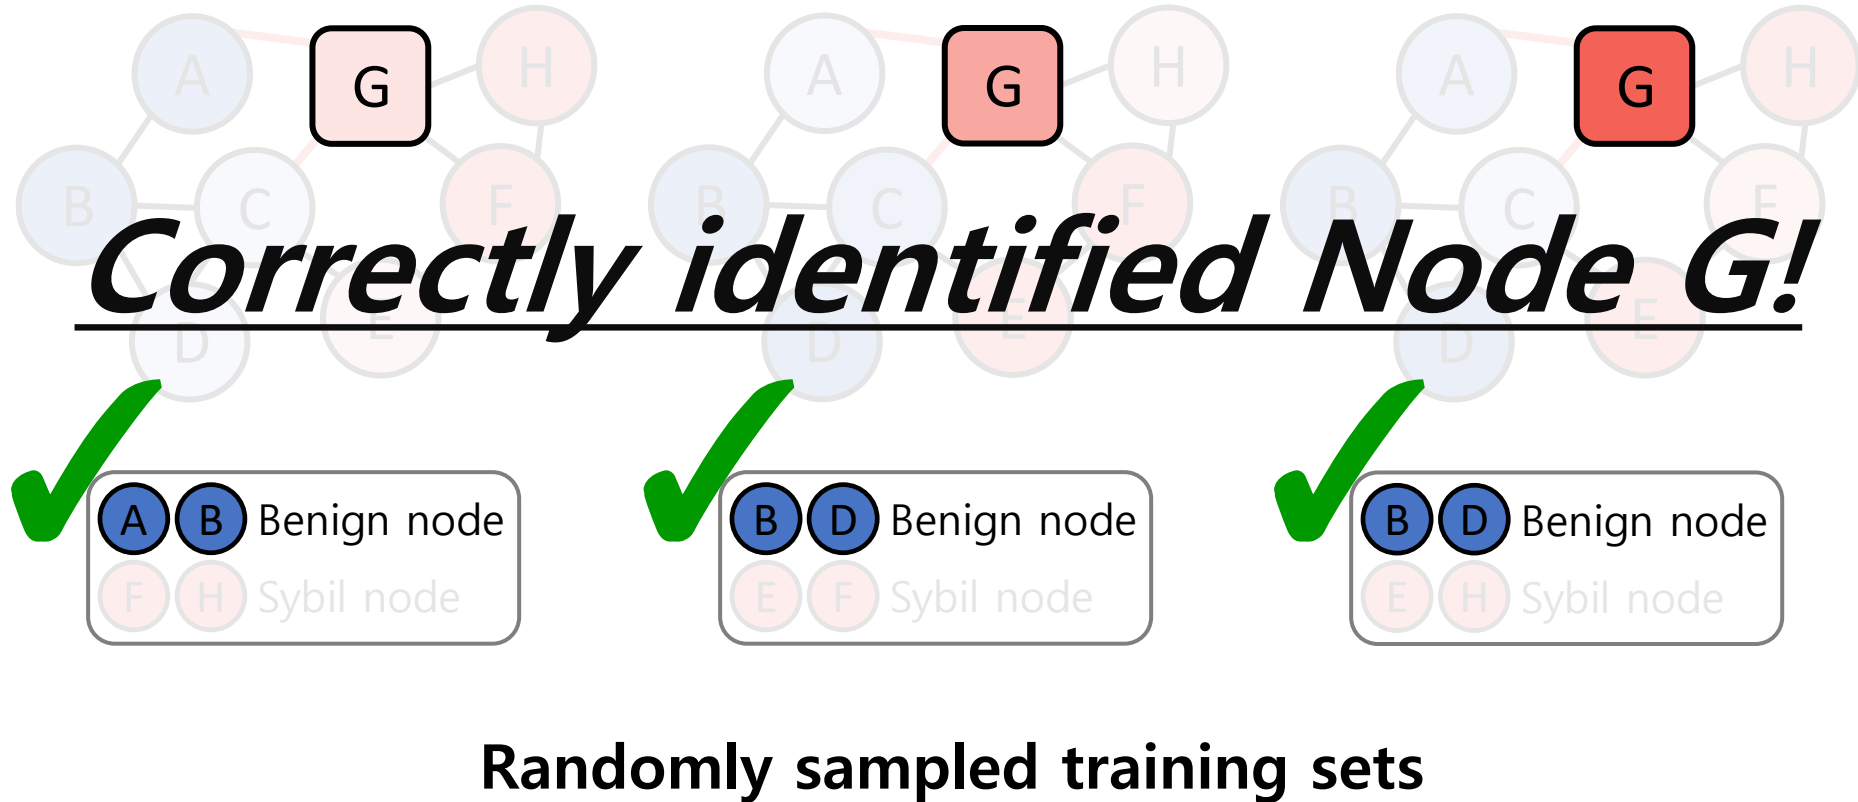 A G H A G H A G H
B C F B C F B C F
Correctly identified Node G!
D E D E D E
A B Benign node B D Benign node B D Benign node
F H Sybil node E F Sybil node E H Sybil node
Randomly sampled training sets